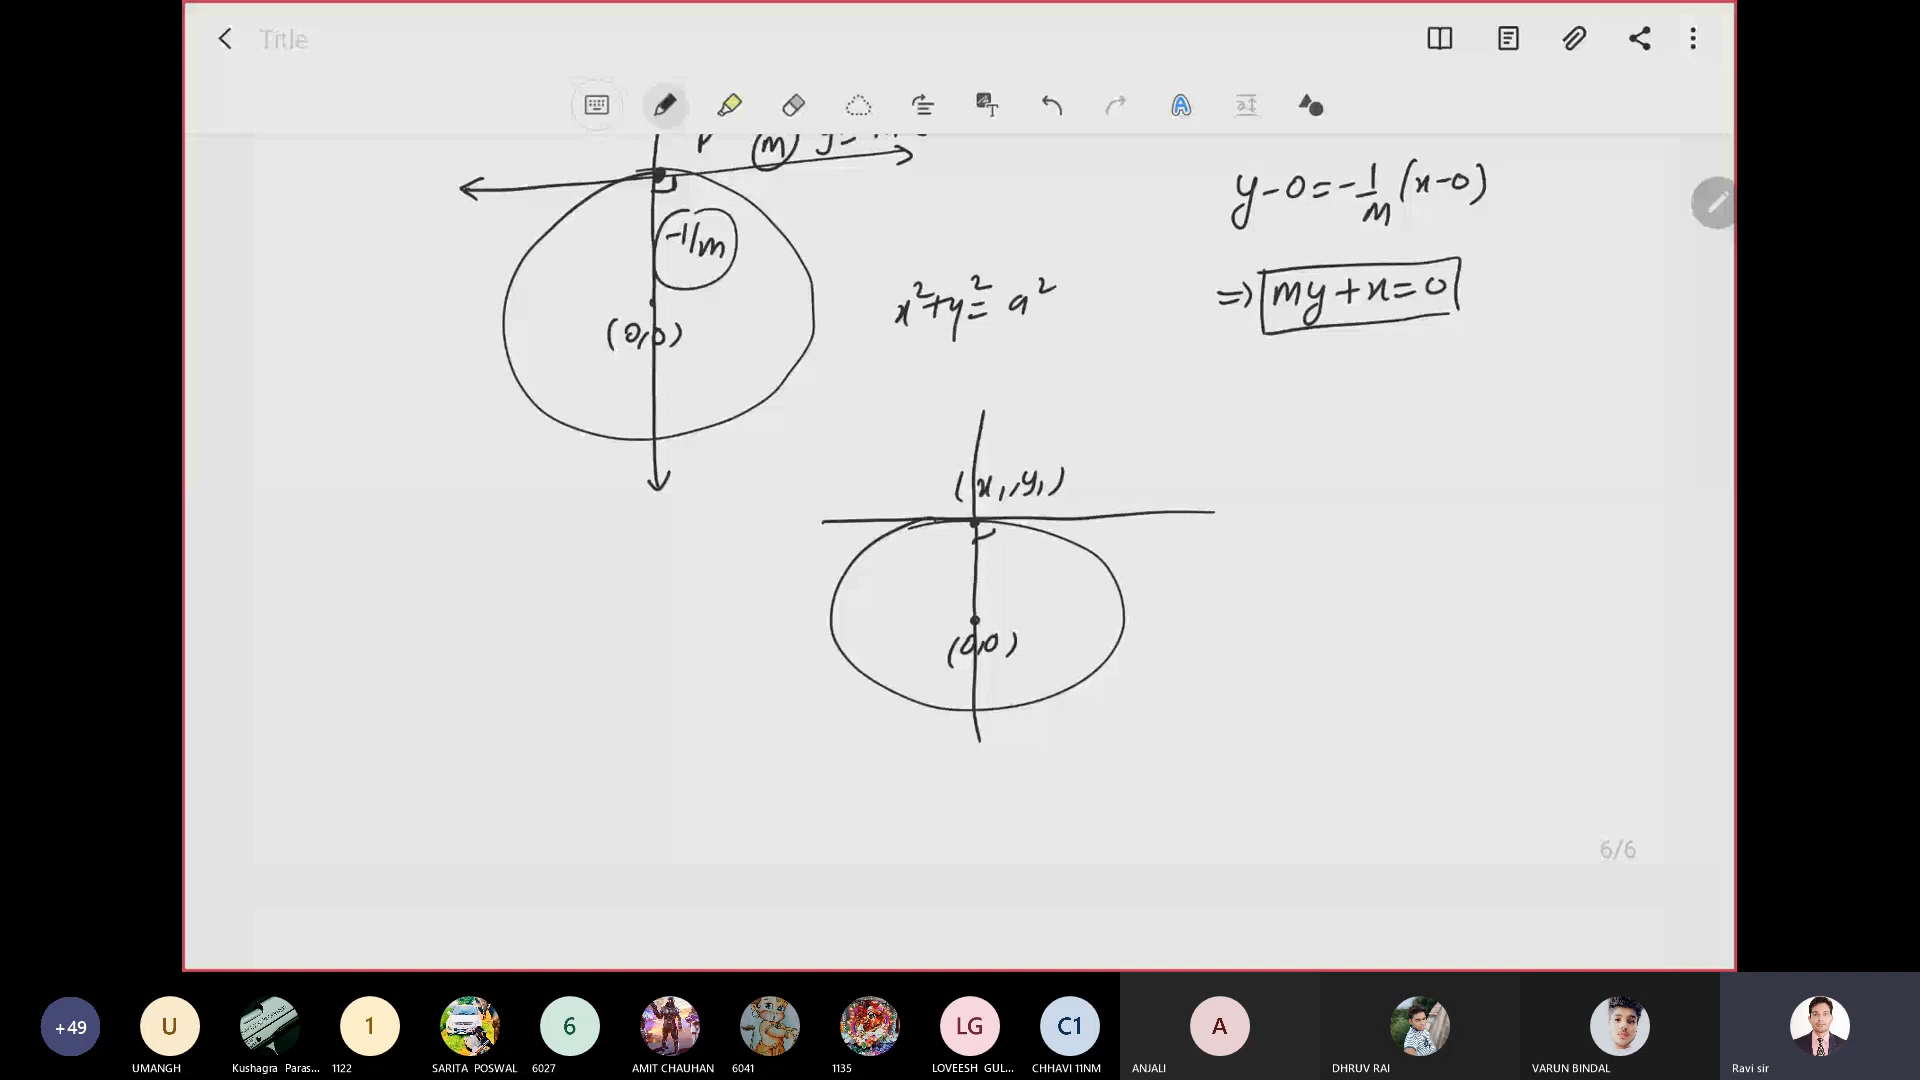 Title
(m)
y - 0 = - 1/m (x-0)
-1/m
x² + y² = a²
=> my + x = 0
(0,0)
(x₁, y₁)
(0,0)
6/6
+49
U
1
6
LG
C1
A
UMANGH
Kushagra Paras...
1122
SARITA POSWAL
6027
AMIT CHAUHAN
6041
1135
LOVEESH GUL...
CHHAVI 11NM
ANJALI
DHRUV RAI
VARUN BINDAL
Ravi sir